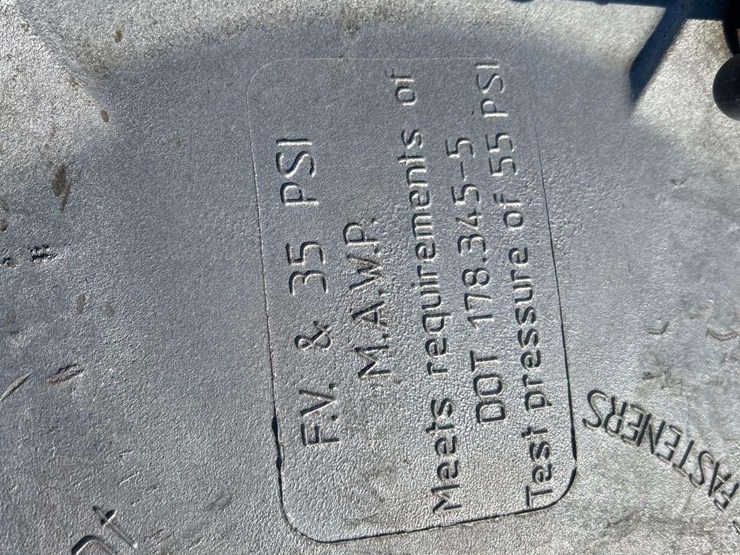 F.V. & 35 PSI
M.A.W.P.
Meets requirements of
DOT 178.345-5
Test pressure of 55 PSI
FASTENERS